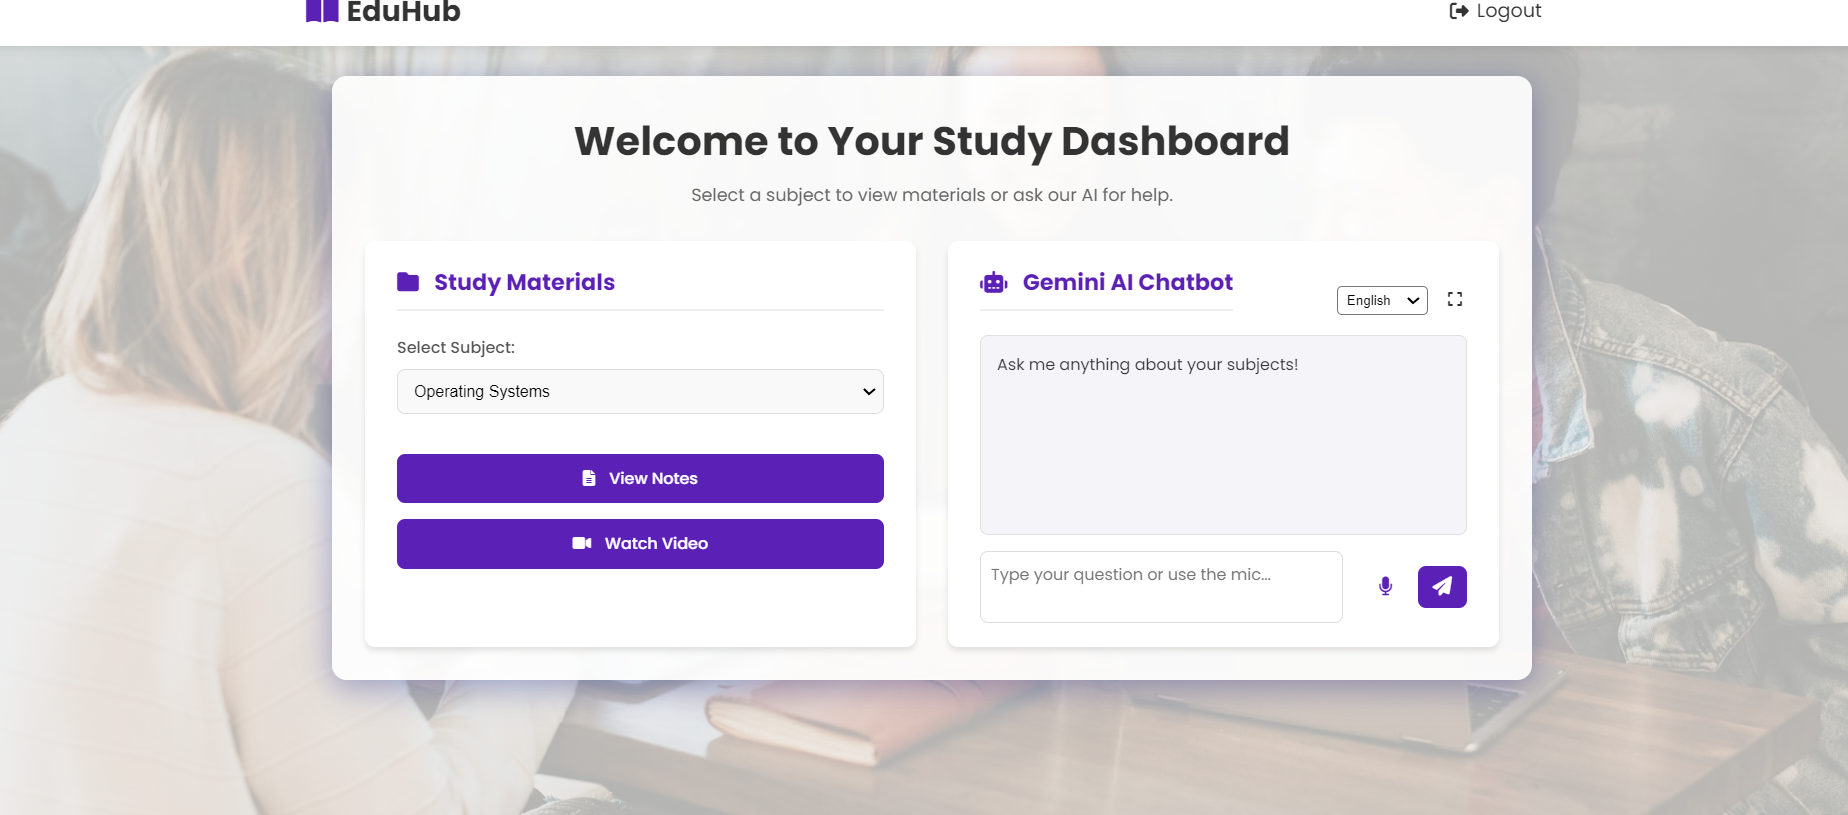 EduHub
Logout
Welcome to Your Study Dashboard
Select a subject to view materials or ask our AI for help.
Study Materials
Select Subject:
Operating Systems
View Notes
Watch Video
Gemini AI Chatbot
English
Ask me anything about your subjects!
Type your question or use the mic...